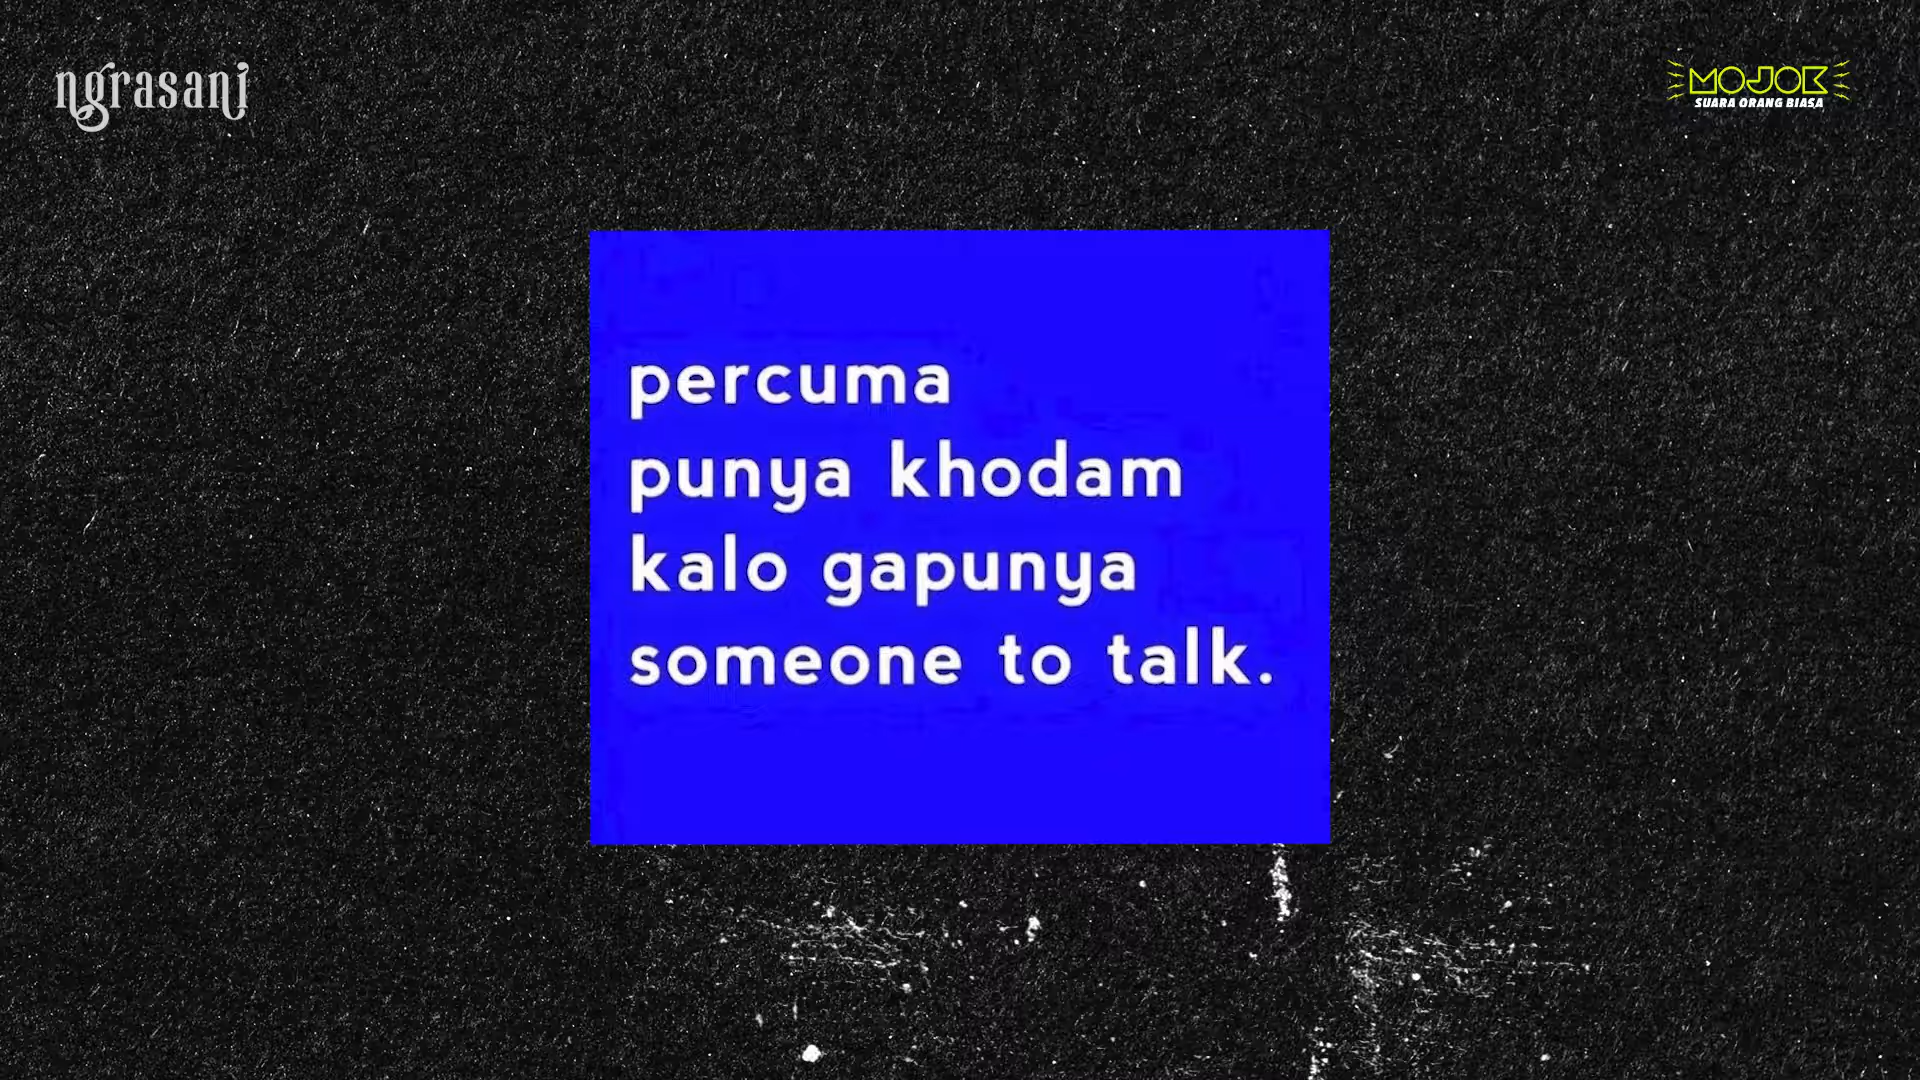 ngrasani
MOJOK
SUARA ORANG BIASA
percuma
punya khodam
kalo gapunya
someone to talk.